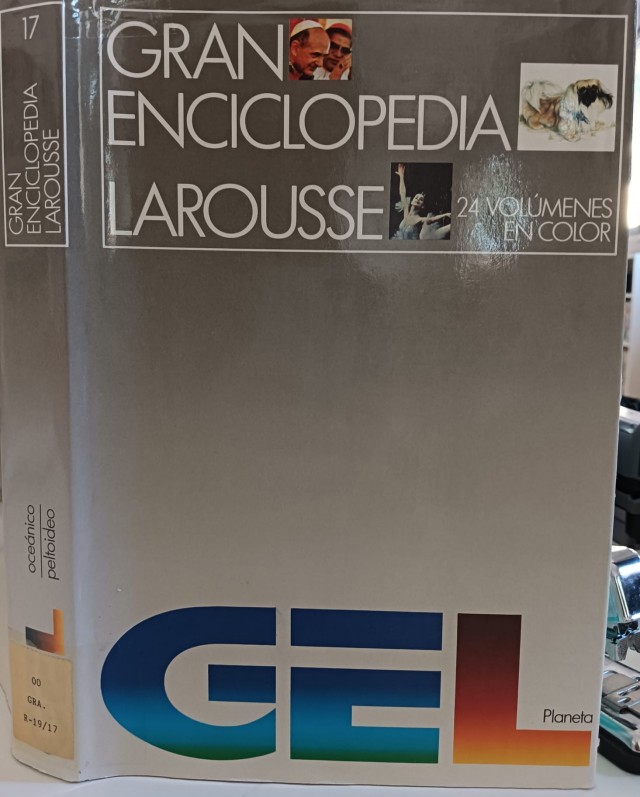 17
GRAN
ENCICLOPEDIA
LAROUSSE
oceánico
peltoideo
L
00
GRA.
R-19/17
GRAN
ENCICLOPEDIA
LAROUSSE
24 VOLÚMENES
EN COLOR
GEL
Planeta